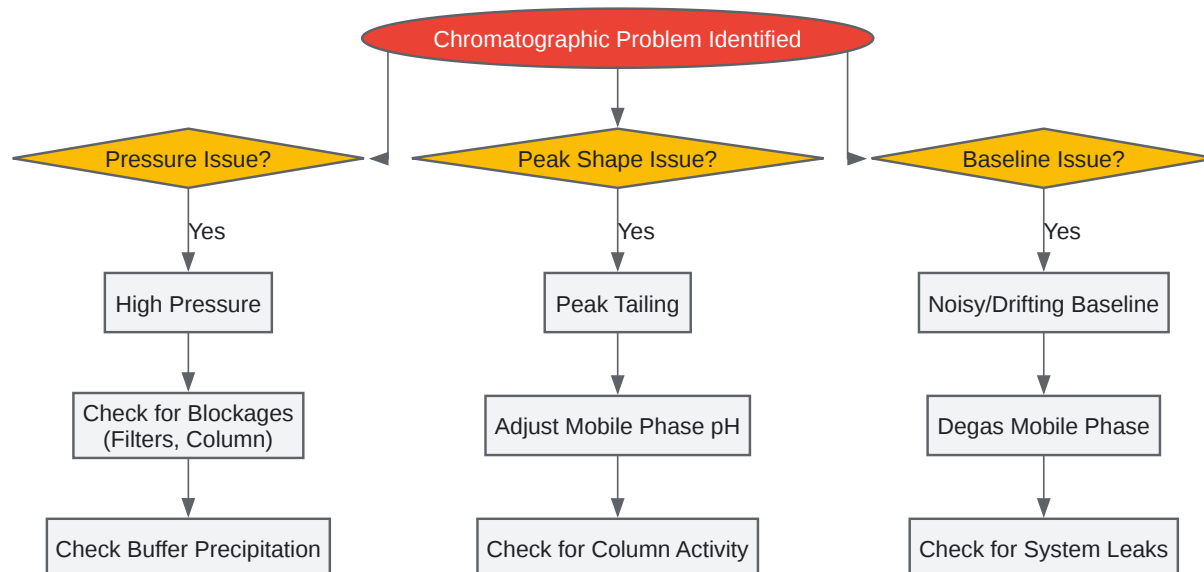 Chromatographic Problem Identified
Pressure Issue?
Peak Shape Issue?
Baseline Issue?
Yes
Yes
Yes
High Pressure
Peak Tailing
Noisy/Drifting Baseline
Check for Blockages
(Filters, Column)
Adjust Mobile Phase pH
Degas Mobile Phase
Check Buffer Precipitation
Check for Column Activity
Check for System Leaks